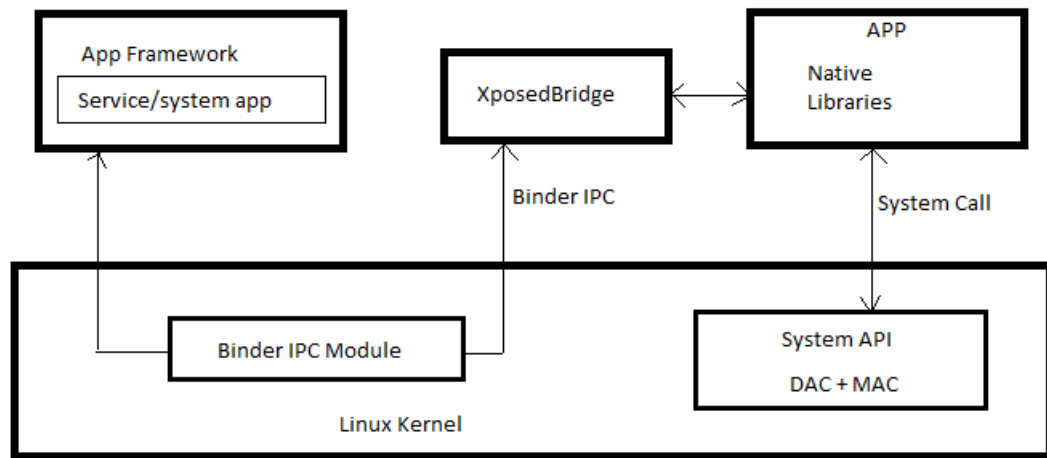 App Framework
Service/system app
XposedBridge
APP
Native
Libraries
Binder IPC
System Call
Binder IPC Module
System API
DAC + MAC
Linux Kernel